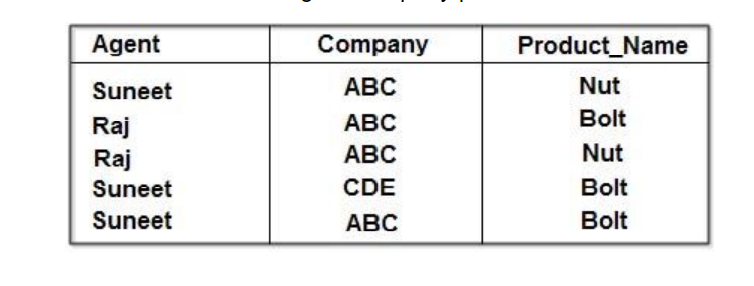 Agent Company Product_Name
Suneet ABC Nut
Raj ABC Bolt
Raj ABC Nut
Suneet CDE Bolt
Suneet ABC Bolt